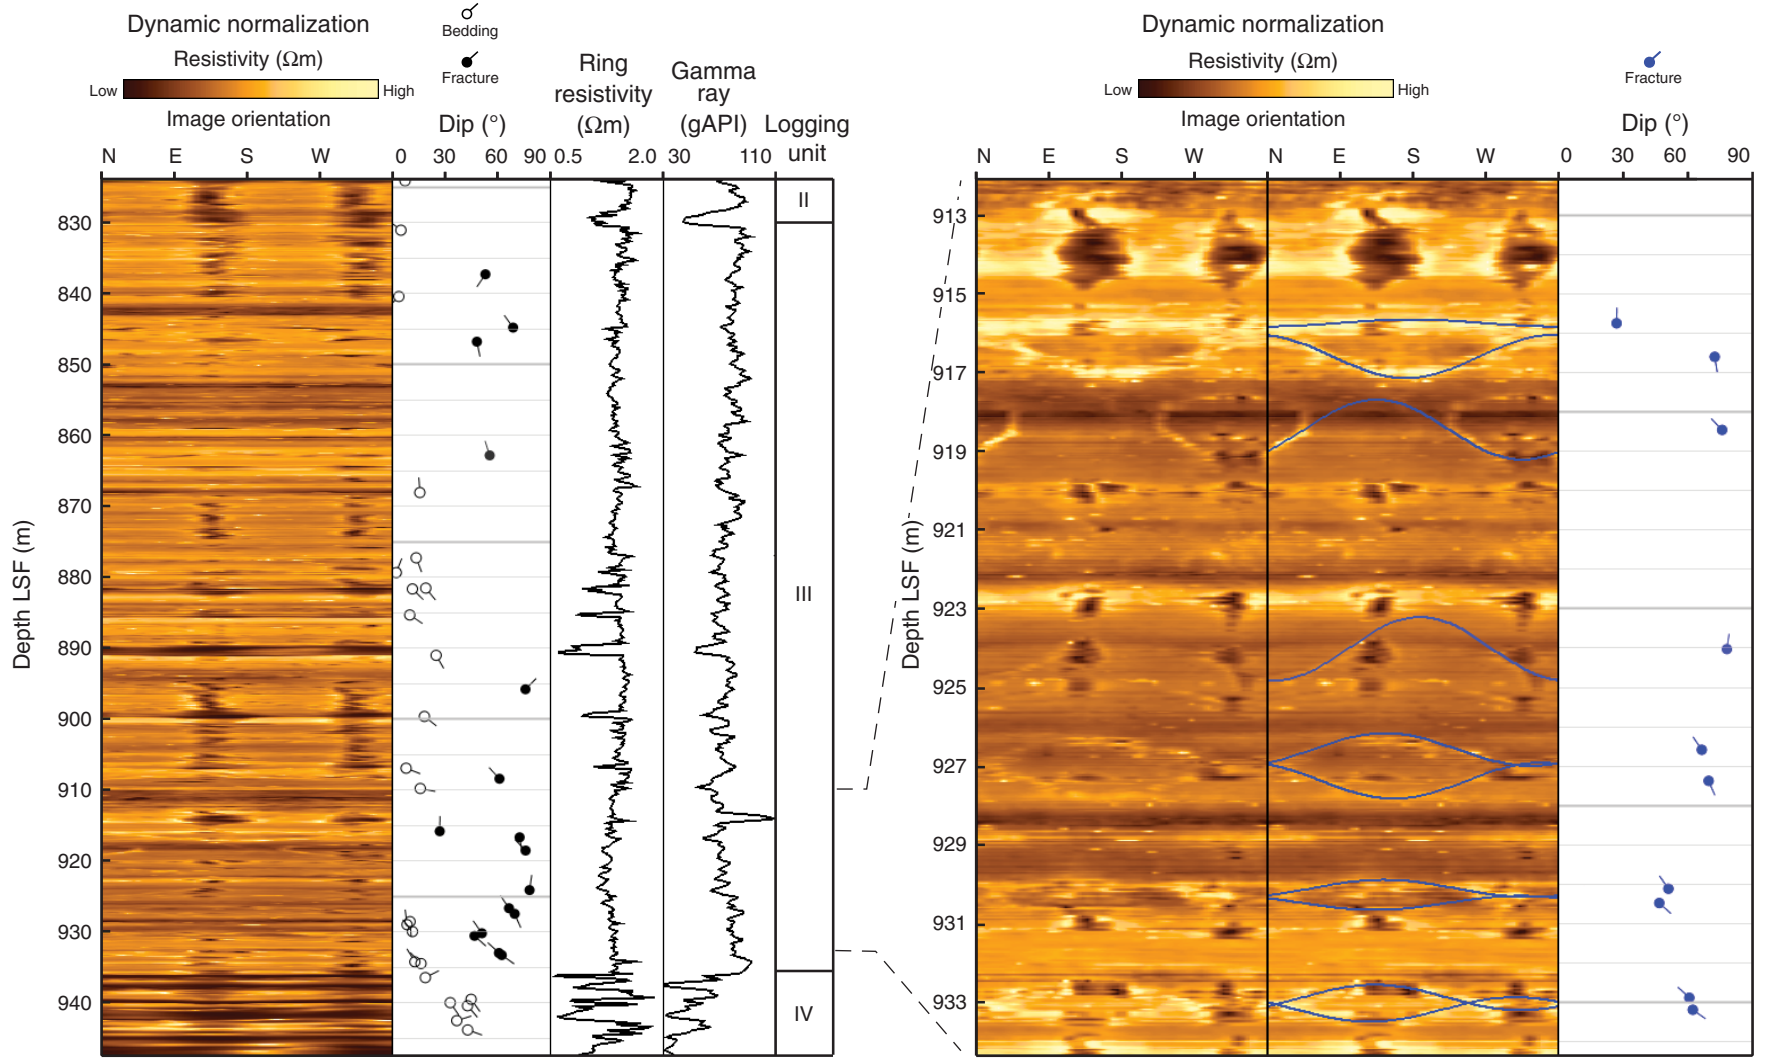 Dynamic normalization
Resistivity (Ωm)
Low High
Image orientation
N E S W
Bedding
Fracture
Dip (°)
0 30 60 90
Ring
resistivity
(Ωm)
0.5 2.0
Gamma
ray
(gAPI)
30 110
Logging
unit
Depth LSF (m)
830
840
850
860
870
880
890
900
910
920
930
940
II
III
IV
Dynamic normalization
Resistivity (Ωm)
Low High
Image orientation
N E S W N E S W
Fracture
Dip (°)
0 30 60 90
Depth LSF (m)
913
915
917
919
921
923
925
927
929
931
933